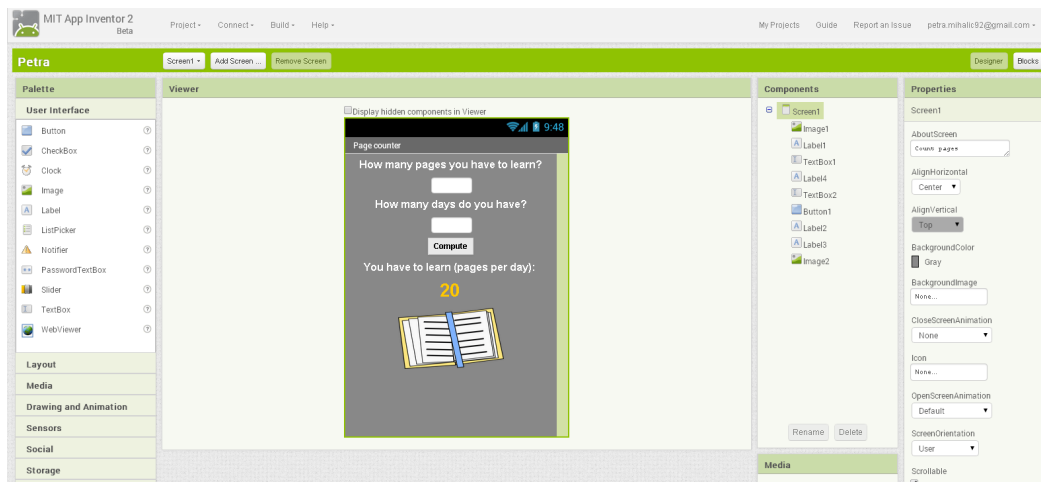 MIT App Inventor 2
Beta
Project Connect Build Help
My Projects Guide Report an Issue petra.mihalic92@gmail.com
Petra
Screen1 Add Screen ... Remove Screen
Designer Blocks
Palette
User Interface
Button
CheckBox
Clock
Image
Label
ListPicker
Notifier
PasswordTextBox
Slider
TextBox
WebViewer
Layout
Media
Drawing and Animation
Sensors
Social
Storage
Viewer
Display hidden components in Viewer
9:48
Page counter
How many pages you have to learn?
How many days do you have?
Compute
You have to learn (pages per day):
20
Components
Screen1
Image1
Label1
TextBox1
Label4
TextBox2
Button1
Label2
Label3
Image2
Rename Delete
Media
Properties
Screen1
AboutScreen
Count pages
AlignHorizontal
Center
AlignVertical
Top
BackgroundColor
Gray
BackgroundImage
None...
CloseScreenAnimation
None
Icon
None...
OpenScreenAnimation
Default
ScreenOrientation
User
Scrollable